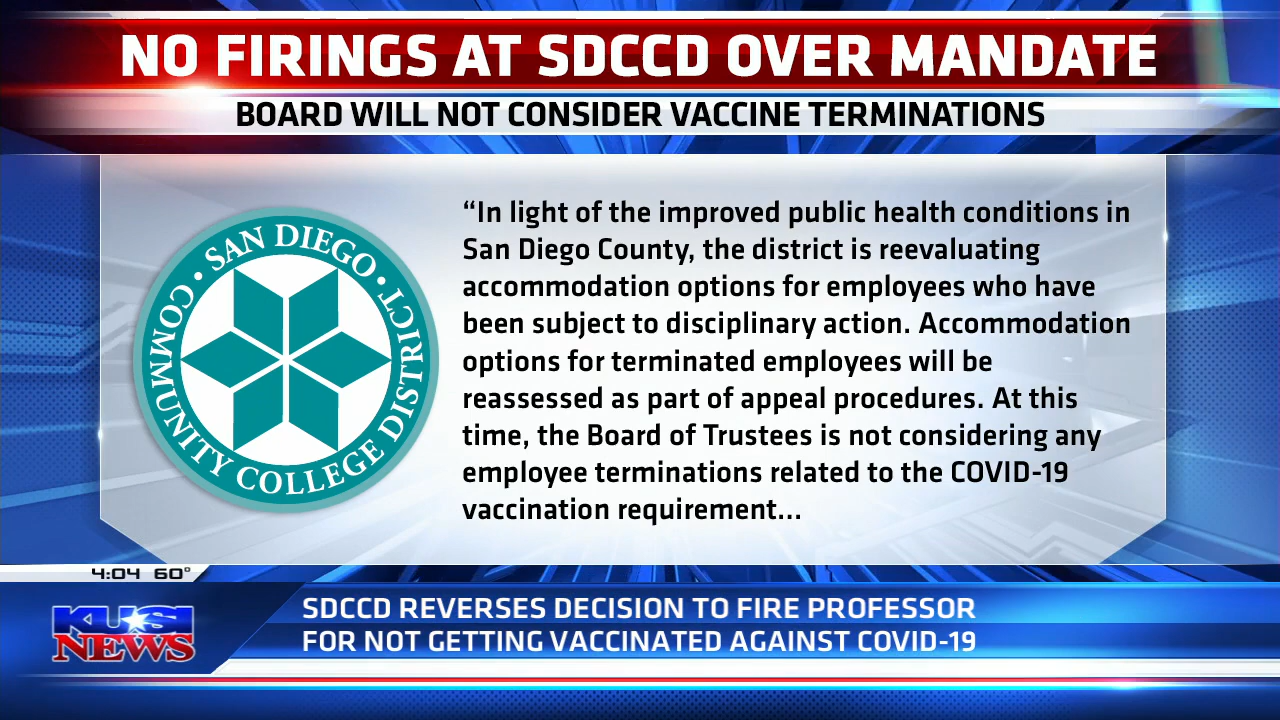 NO FIRINGS AT SDCCD OVER MANDATE
BOARD WILL NOT CONSIDER VACCINE TERMINATIONS
SAN DIEGO
COMMUNITY COLLEGE DISTRICT
“In light of the improved public health conditions in
San Diego County, the district is reevaluating
accommodation options for employees who have
been subject to disciplinary action. Accommodation
options for terminated employees will be
reassessed as part of appeal procedures. At this
time, the Board of Trustees is not considering any
employee terminations related to the COVID-19
vaccination requirement...
4:04 60°
KUSI
NEWS
SDCCD REVERSES DECISION TO FIRE PROFESSOR
FOR NOT GETTING VACCINATED AGAINST COVID-19